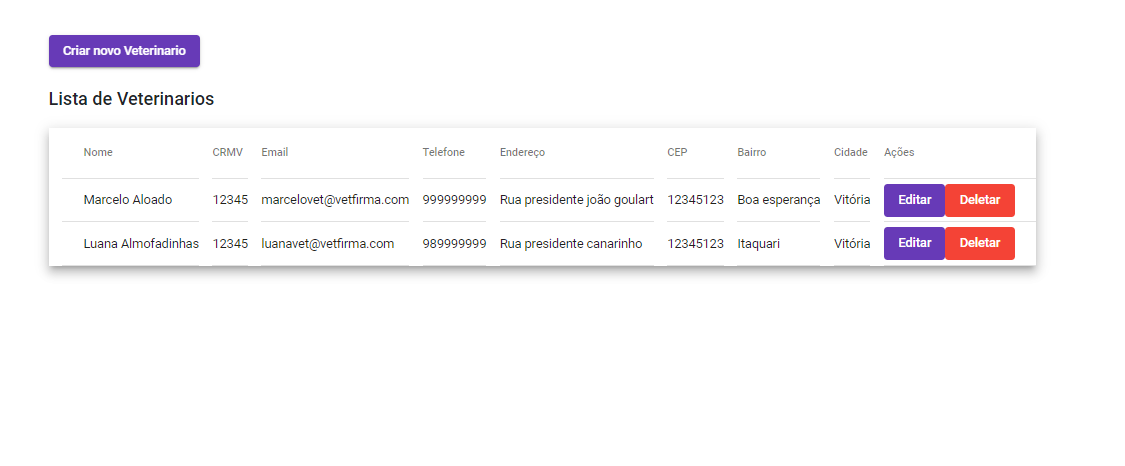 Criar novo Veterinario
Lista de Veterinarios
Nome CRMV Email Telefone Endereço CEP Bairro Cidade Ações
Marcelo Aloado 12345 marcelovet@vetfirma.com 999999999 Rua presidente joão goulart 12345123 Boa esperança Vitória Editar Deletar
Luana Almofadinhas 12345 luanavet@vetfirma.com 989999999 Rua presidente canarinho 12345123 Itaquari Vitória Editar Deletar